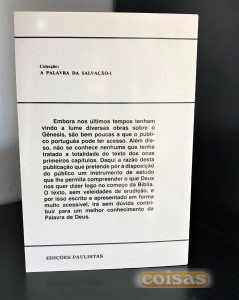 Colecção:
A PALAVRA DA SALVAÇÃO-1
Embora nos últimos tempos tenham
vindo a lume diversas obras sobre o
Génesis, são bem poucas a que o públi-
co português pode ter acesso. Além dis-
so, não se conhece nenhuma que tenha
tratado a totalidade do texto dos onze
primeiros capítulos. Daqui a razão desta
publicação que pretende pôr à disposição
do público um instrumento de estudo
que lhe permita compreender o que Deus
nos quer dizer logo no começo da Bíblia.
O texto, sem veleidades de erudição, e
por isso escrito e apresentado em forma
muito acessível, irá sem dúvida contri-
buir para um melhor conhecimento da
Palavra de Deus.
EDIÇÕES PAULISTAS
coisas